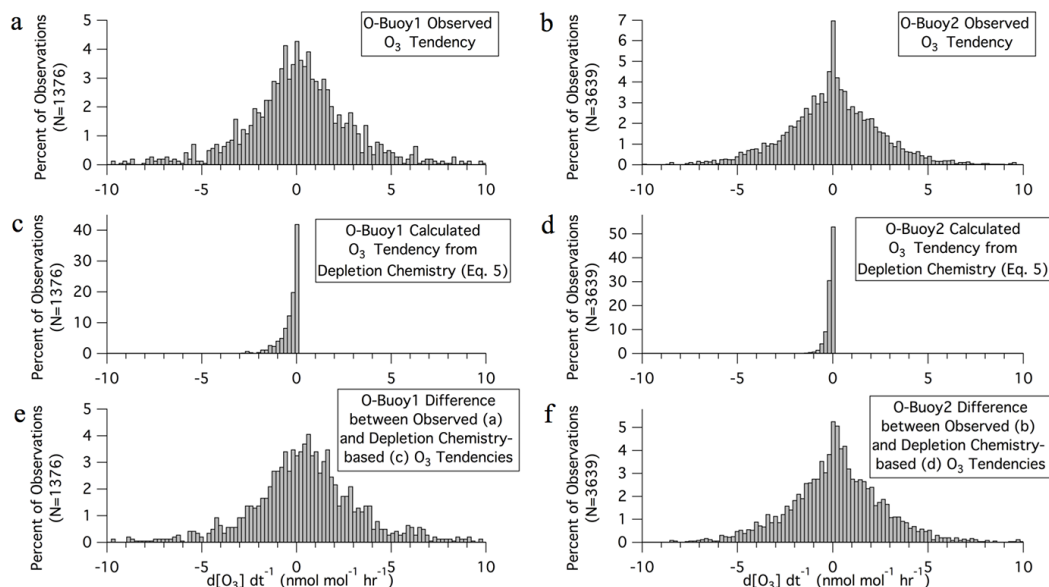 a
Percent of Observations
(N=1376)
5
4
3
2
1
0
-10
-5
0
5
10
O-Buoy1 Observed
O3 Tendency
b
Percent of Observations
(N=3639)
7
6
5
4
3
2
1
0
-10
-5
0
5
10
O-Buoy2 Observed
O3 Tendency
c
Percent of Observations
(N=1376)
40
30
20
10
0
-10
-5
0
5
10
O-Buoy1 Calculated
O3 Tendency from
Depletion Chemistry (Eq. 5)
d
Percent of Observations
(N=3639)
50
40
30
20
10
0
-10
-5
0
5
10
O-Buoy2 Calculated
O3 Tendency from
Depletion Chemistry (Eq. 5)
e
Percent of Observations
(N=1376)
5
4
3
2
1
0
-10
-5
0
5
10
O-Buoy1 Difference
between Observed (a)
and Depletion Chemistry-
based (c) O3 Tendencies
d[O3] dt-1 (nmol mol-1 hr-1)
f
Percent of Observations
(N=3639)
5
4
3
2
1
0
-10
-5
0
5
10
O-Buoy2 Difference
between Observed (b)
and Depletion Chemistry-
based (d) O3 Tendencies
d[O3] dt-1 (nmol mol-1 hr-1)